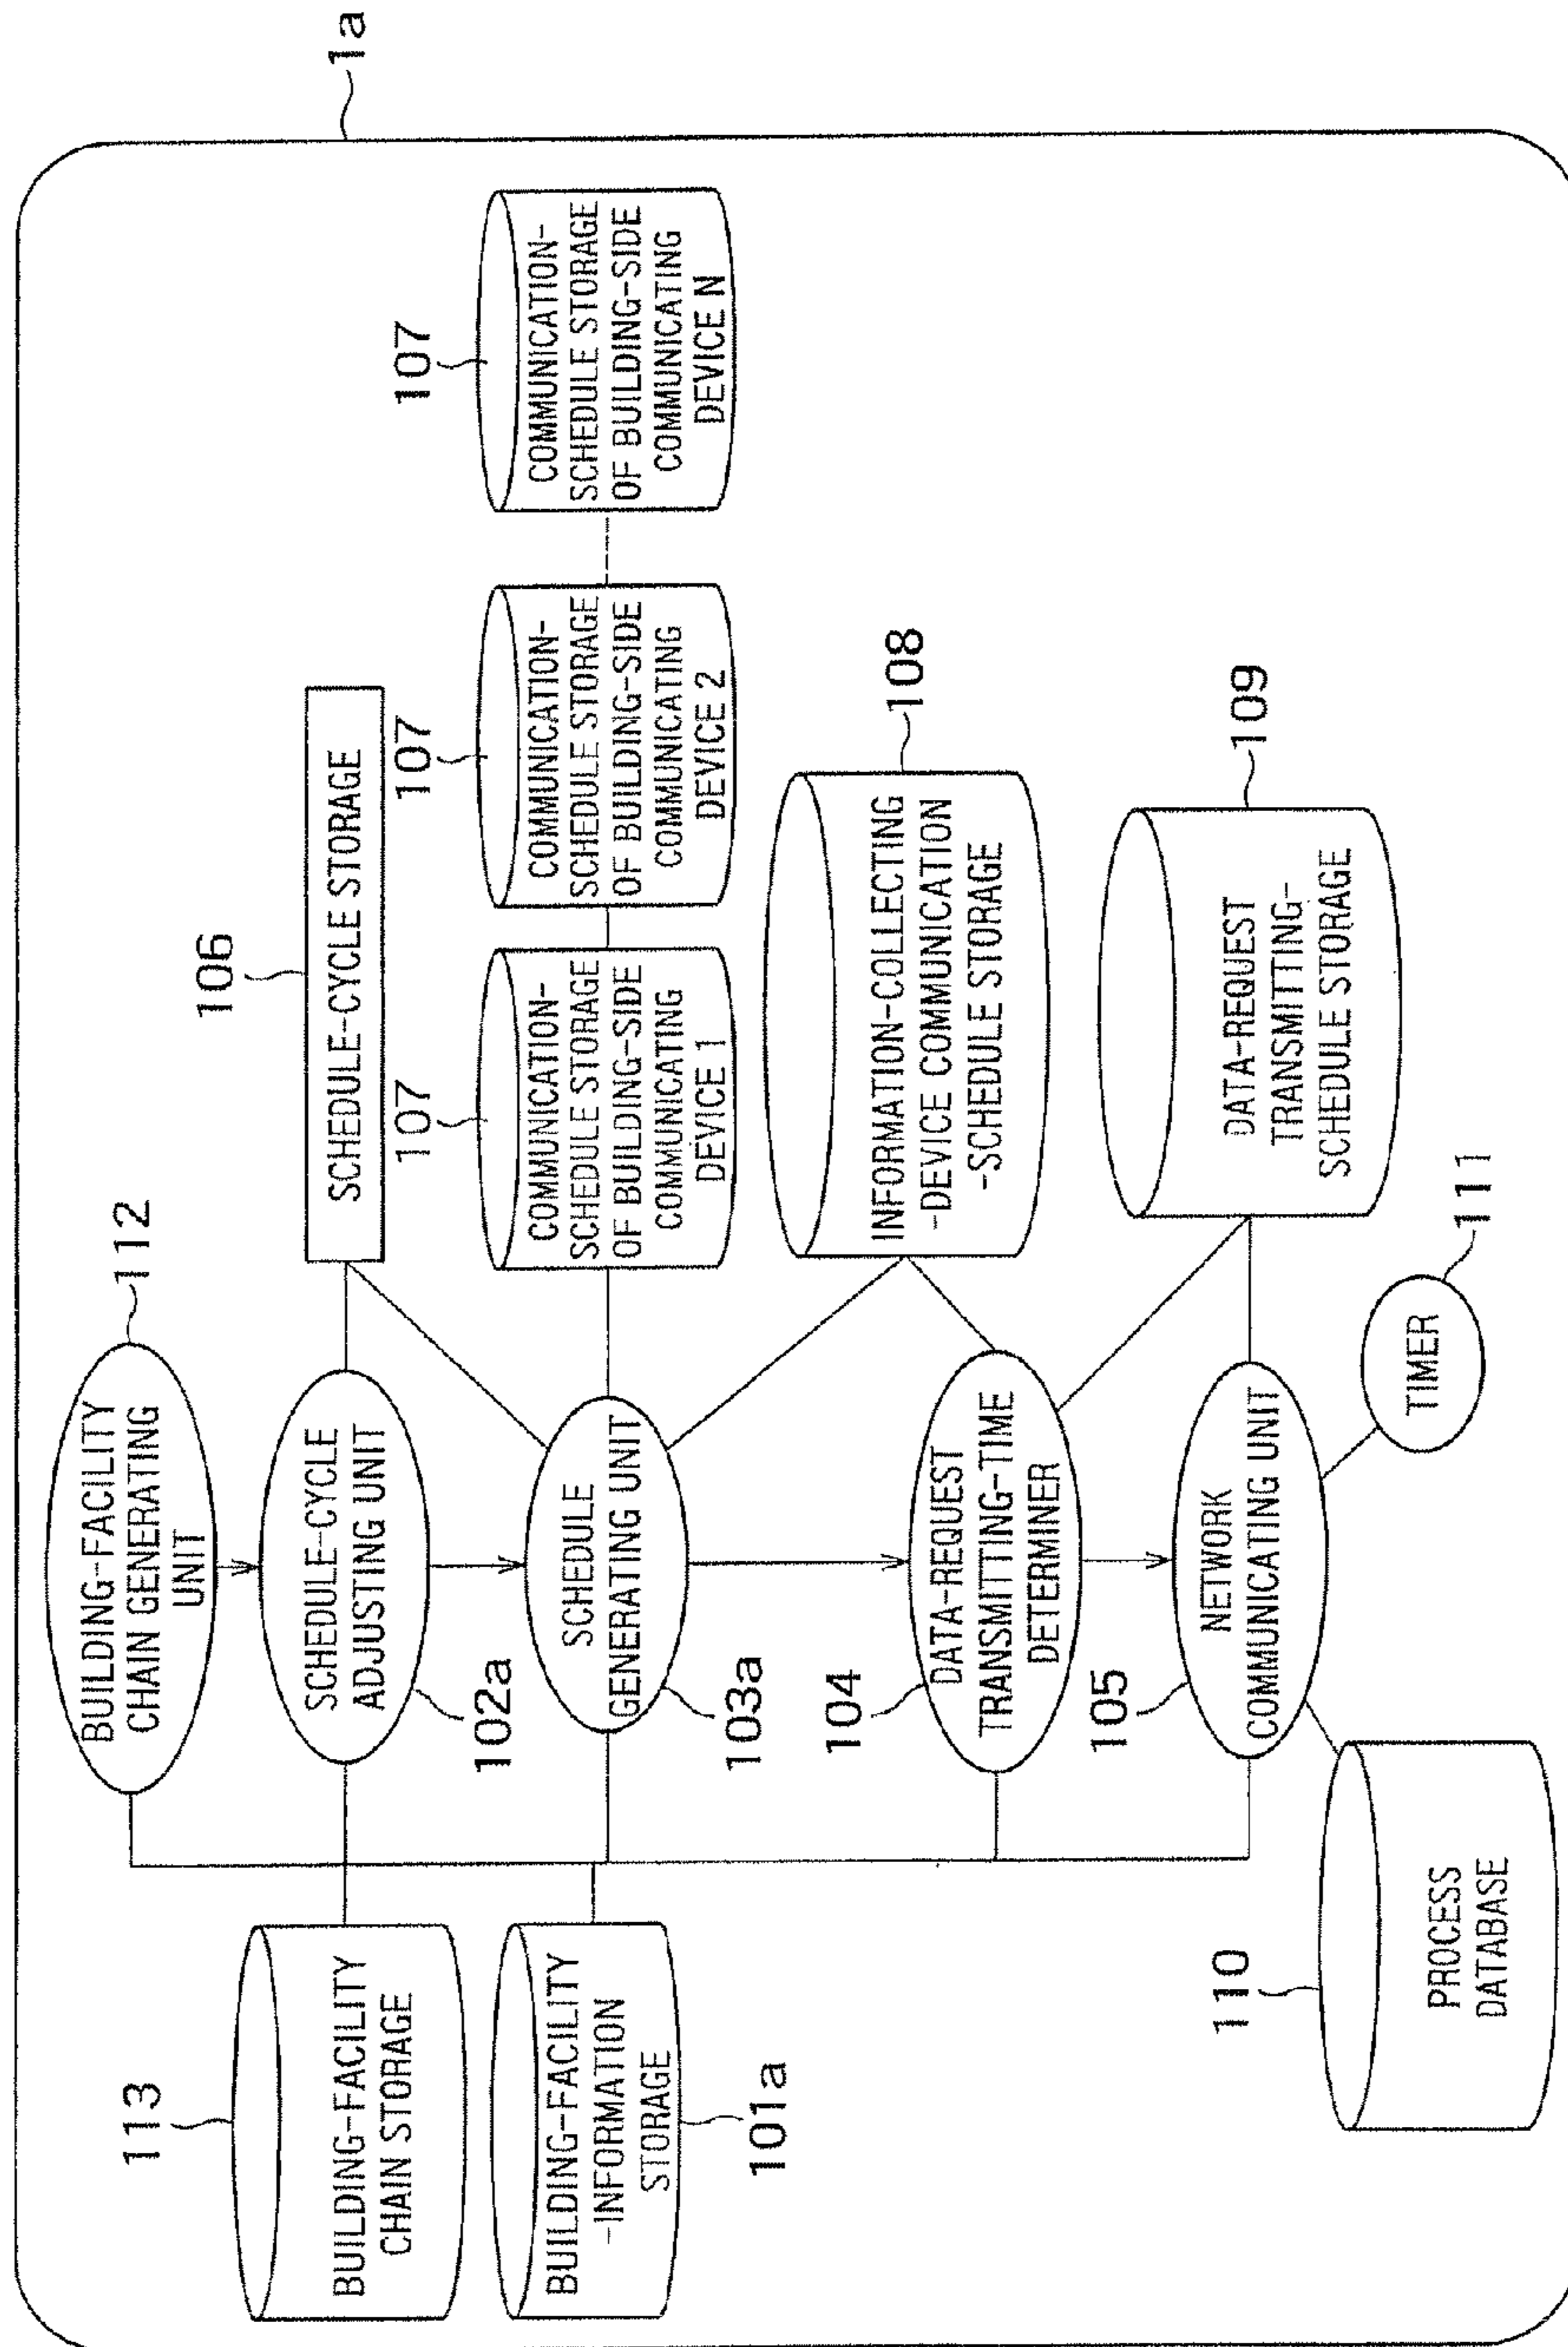 1a
112
BUILDING-FACILITY
CHAIN GENERATING
UNIT
113
BUILDING-FACILITY
CHAIN STORAGE
SCHEDULE-CYCLE
ADJUSTING UNIT
102a
106
SCHEDULE-CYCLE STORAGE
BUILDING-FACILITY
-INFORMATION
STORAGE
101a
SCHEDULE
GENERATING UNIT
103a
107
COMMUNICATION-
SCHEDULE STORAGE
OF BUILDING-SIDE
COMMUNICATING
DEVICE 1
107
COMMUNICATION-
SCHEDULE STORAGE
OF BUILDING-SIDE
COMMUNICATING
DEVICE 2
107
COMMUNICATION-
SCHEDULE STORAGE
OF BUILDING-SIDE
COMMUNICATING
DEVICE N
104
DATA-REQUEST
TRANSMITTING-TIME
DETERMINER
108
INFORMATION-COLLECTING
-DEVICE COMMUNICATION
-SCHEDULE STORAGE
105
NETWORK
COMMUNICATING UNIT
109
DATA-REQUEST
TRANSMITTING-
SCHEDULE STORAGE
110
PROCESS
DATABASE
TIMER
111